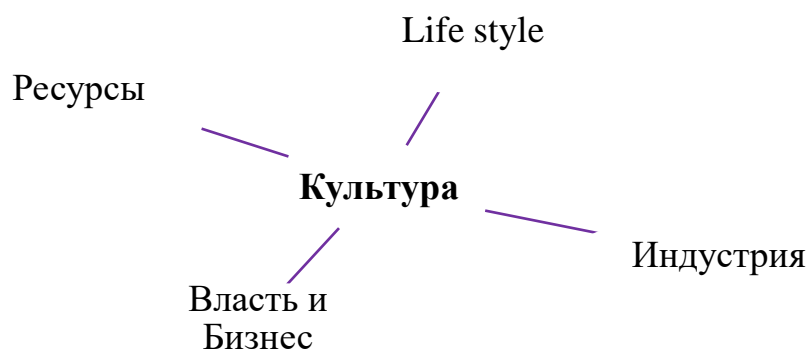 Life style
Ресурсы
Культура
Индустрия
Власть и
Бизнес